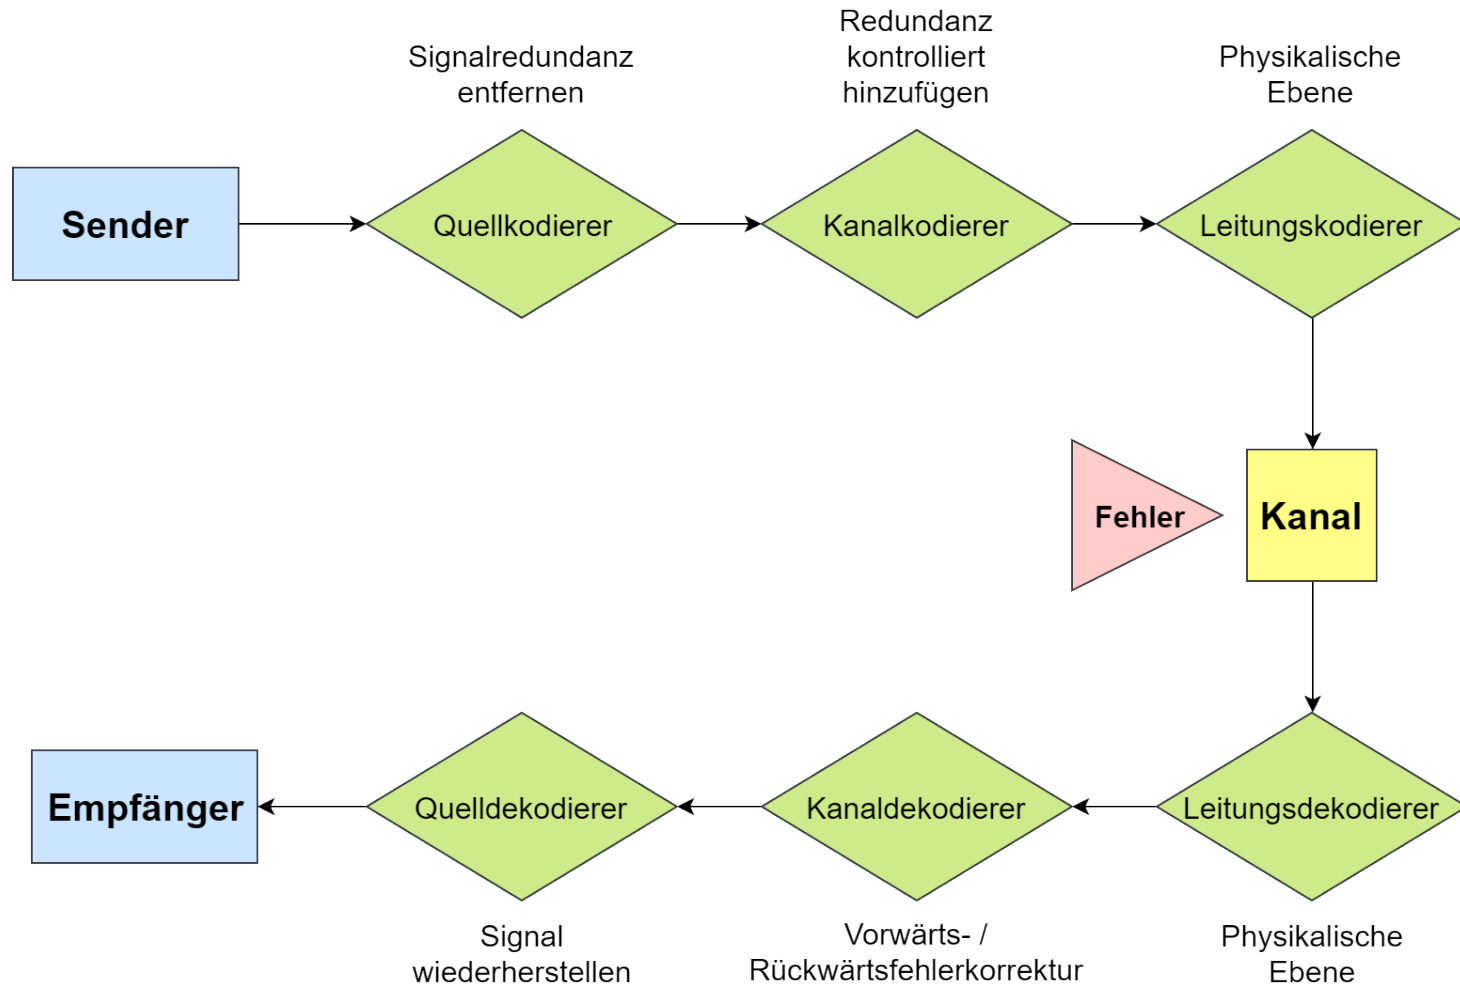 Signalredundanz
entfernen
Redundanz
kontrolliert
hinzufügen
Physikalische
Ebene
Sender
Quellkodierer
Kanalkodierer
Leitungskodierer
Fehler
Kanal
Empfänger
Quelldekodierer
Kanaldekodierer
Leitungsdekodierer
Signal
wiederherstellen
Vorwärts- /
Rückwärtsfehlerkorrektur
Physikalische
Ebene